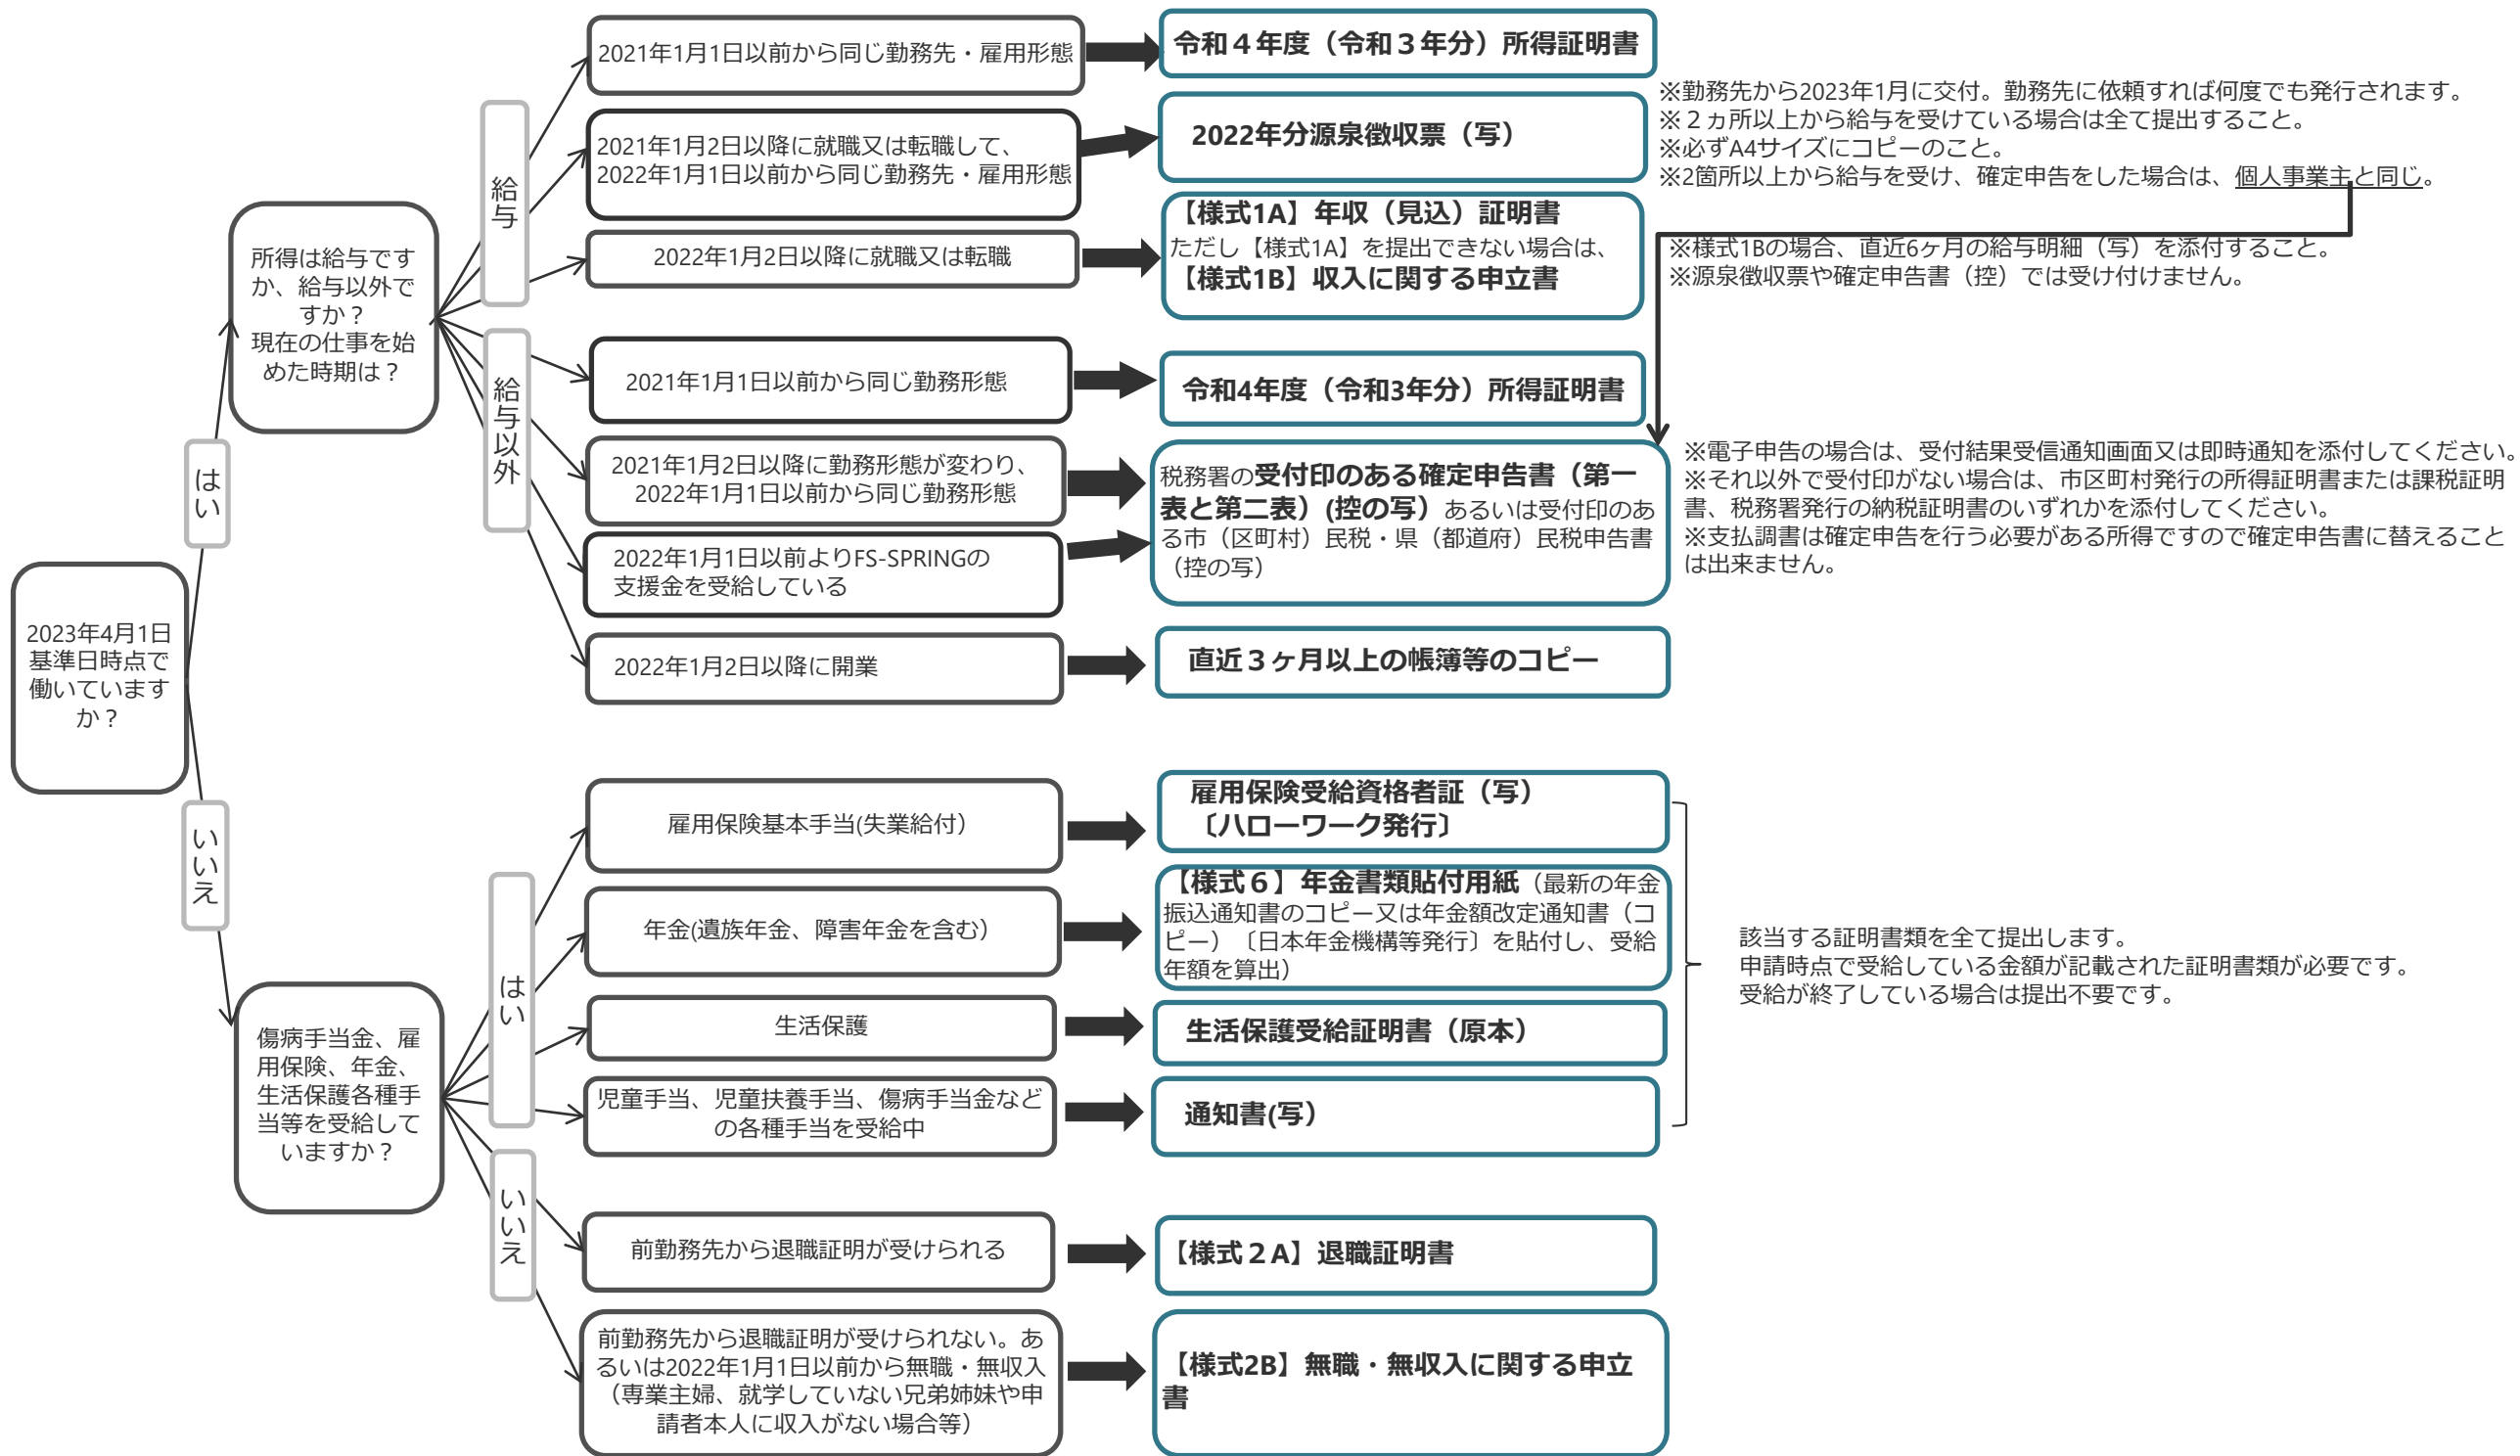 2023年4月1日
基準日時点で
働いています
か？
はい
いいえ
所得は給与です
か、給与以外で
すか？
現在の仕事を始
めた時期は？
給与
2021年1月1日以前から同じ勤務先・雇用形態
令和４年度（令和３年分）所得証明書
2021年1月2日以降に就職又は転職して、
2022年1月1日以前から同じ勤務先・雇用形態
2022年分源泉徴収票（写）
※勤務先から2023年1月に交付。勤務先に依頼すれば何度でも発行されます。
※２ヵ所以上から給与を受けている場合は全て提出すること。
※必ずA4サイズにコピーのこと。
※2箇所以上から給与を受け、確定申告をした場合は、個人事業主と同じ。
2022年1月2日以降に就職又は転職
【様式1A】年収（見込）証明書
ただし【様式1A】を提出できない場合は、
【様式1B】収入に関する申立書
※様式1Bの場合、直近6ヶ月の給与明細（写）を添付すること。
※源泉徴収票や確定申告書（控）では受け付けません。
給与以外
2021年1月1日以前から同じ勤務形態
令和4年度（令和3年分）所得証明書
2021年1月2日以降に勤務形態が変わり、
2022年1月1日以前から同じ勤務形態
2022年1月1日以前よりFS-SPRINGの
支援金を受給している
税務署の受付印のある確定申告書（第一
表と第二表）(控の写）あるいは受付印のあ
る市（区町村）民税・県（都道府）民税申告書
（控の写）
※電子申告の場合は、受付結果受信通知画面又は即時通知を添付してください。
※それ以外で受付印がない場合は、市区町村発行の所得証明書または課税証明
書、税務署発行の納税証明書のいずれかを添付してください。
※支払調書は確定申告を行う必要がある所得ですので確定申告書に替えること
は出来ません。
2022年1月2日以降に開業
直近３ヶ月以上の帳簿等のコピー
傷病手当金、雇
用保険、年金、
生活保護各種手
当等を受給して
いますか？
はい
雇用保険基本手当(失業給付）
雇用保険受給資格者証（写）
〔ハローワーク発行〕
年金(遺族年金、障害年金を含む）
【様式６】年金書類貼付用紙（最新の年金
振込通知書のコピー又は年金額改定通知書（コ
ピー）〔日本年金機構等発行〕を貼付し、受給
年額を算出）
生活保護
生活保護受給証明書（原本）
児童手当、児童扶養手当、傷病手当金など
の各種手当を受給中
通知書(写）
該当する証明書類を全て提出します。
申請時点で受給している金額が記載された証明書類が必要です。
受給が終了している場合は提出不要です。
いいえ
前勤務先から退職証明が受けられる
【様式２A】退職証明書
前勤務先から退職証明が受けられない。あ
るいは2022年1月1日以前から無職・無収入
（専業主婦、就学していない兄弟姉妹や申
請者本人に収入がない場合等）
【様式2B】無職・無収入に関する申立
書